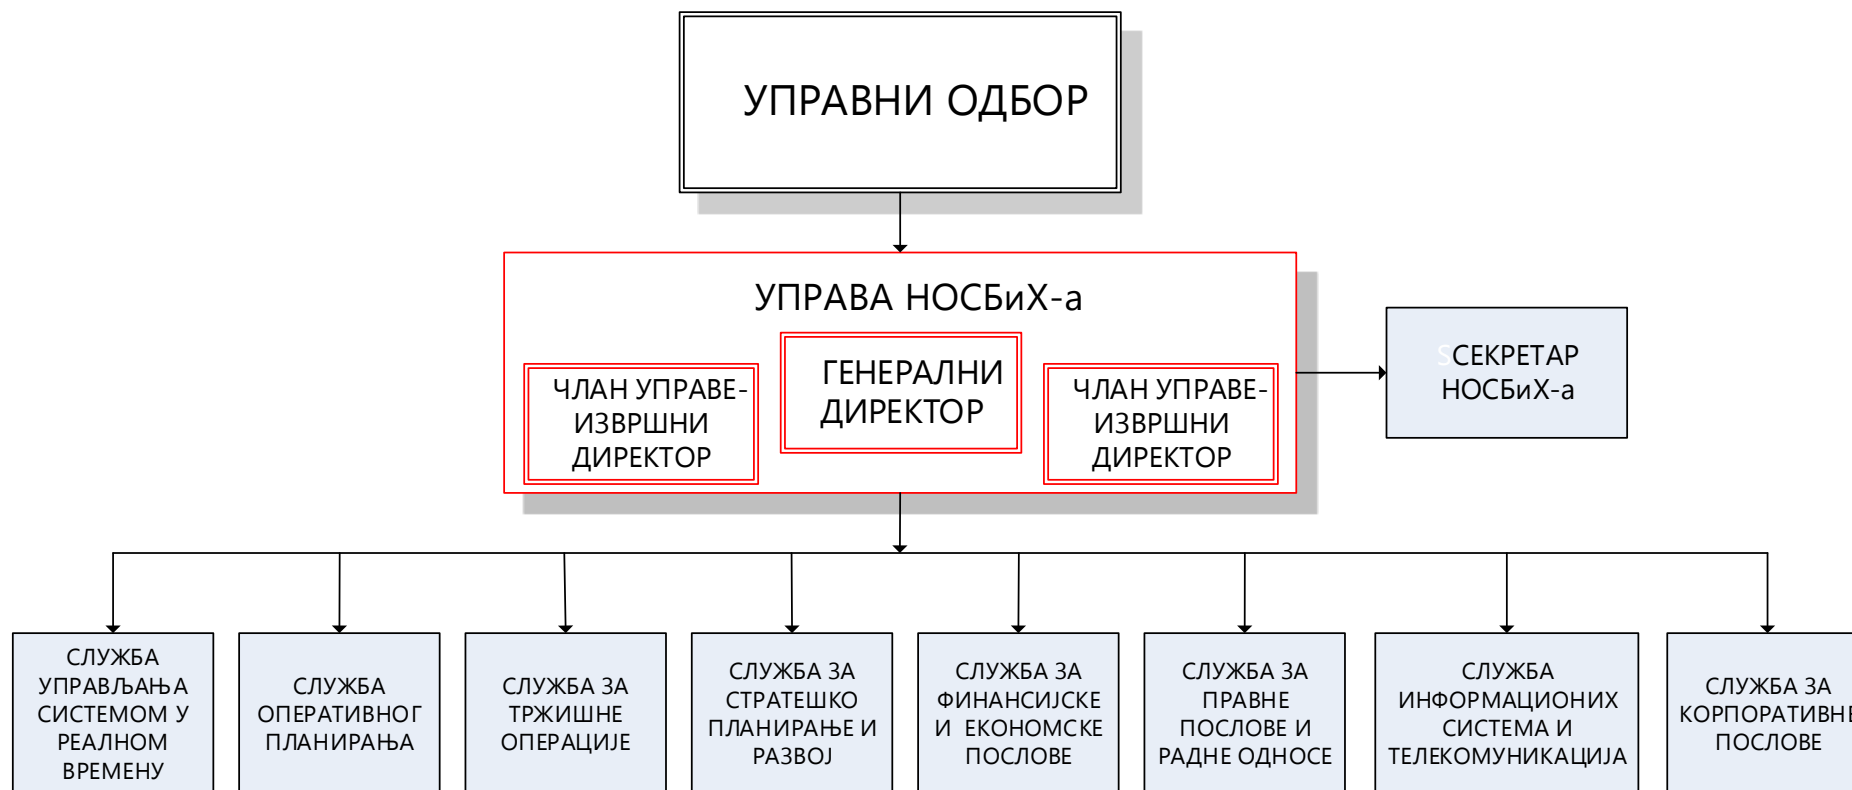 УПРАВНИ ОДБОР
УПРАВА НОСБиХ-а
ГЕНЕРАЛНИ
ДИРЕКТОР
ЧЛАН УПРАВЕ-
ИЗВРШНИ
ДИРЕКТОР
ЧЛАН УПРАВЕ-
ИЗВРШНИ
ДИРЕКТОР
SСЕКРЕТАР
НОСБиХ-а
СЛУЖБА
УПРАВЉАЊА
СИСТЕМОМ У
РЕАЛНОМ
ВРЕМЕНУ
СЛУЖБА
ОПЕРАТИВНОГ
ПЛАНИРАЊА
СЛУЖБА ЗА
ТРЖИШНЕ
ОПЕРАЦИЈЕ
СЛУЖБА ЗА
СТРАТЕШКО
ПЛАНИРАЊЕ И
РАЗВОЈ
СЛУЖБА ЗА
ФИНАНСИЈСКЕ
И ЕКОНОМСКЕ
ПОСЛОВЕ
СЛУЖБА ЗА
ПРАВНЕ
ПОСЛОВЕ И
РАДНЕ ОДНОСЕ
СЛУЖБА
ИНФОРМАЦИОНИХ
СИСТЕМА И
ТЕЛЕКОМУНИКАЦИЈА
СЛУЖБА ЗА
КОРПОРАТИВНЕ
ПОСЛОВЕ